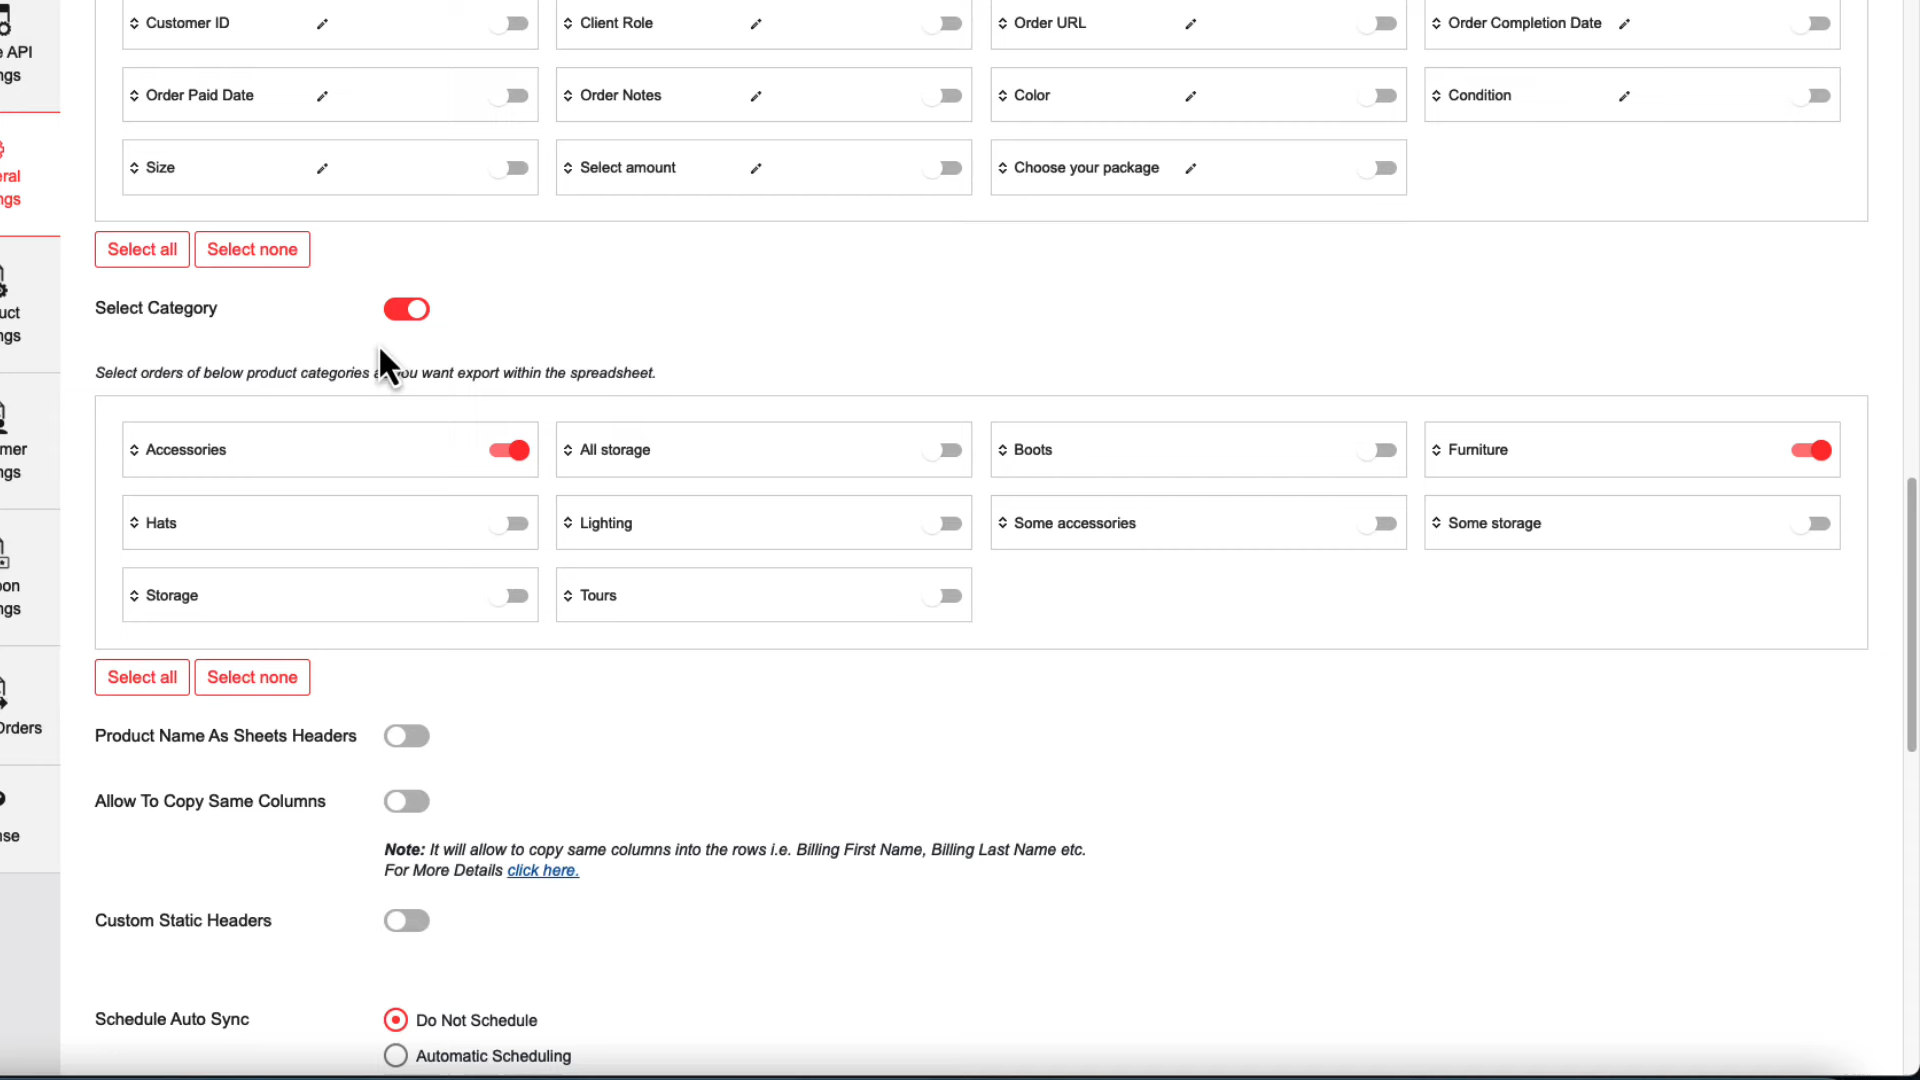 Customer ID
Client Role
Order URL
Order Completion Date
e API
ngs
Order Paid Date
Order Notes
Color
Condition
eral
ngs
Size
Select amount
Choose your package
Select all
Select none
Select Category
uct
ngs
Select orders of below product categories you want export within the spreadsheet.
Accessories
All storage
Boots
Furniture
mer
ngs
Hats
Lighting
Some accessories
Some storage
Storage
Tours
oon
ngs
Select all
Select none
Orders
Product Name As Sheets Headers
Allow To Copy Same Columns
nse
Note: It will allow to copy same columns into the rows i.e. Billing First Name, Billing Last Name etc.
For More Details click here.
Custom Static Headers
Schedule Auto Sync
Do Not Schedule
Automatic Scheduling